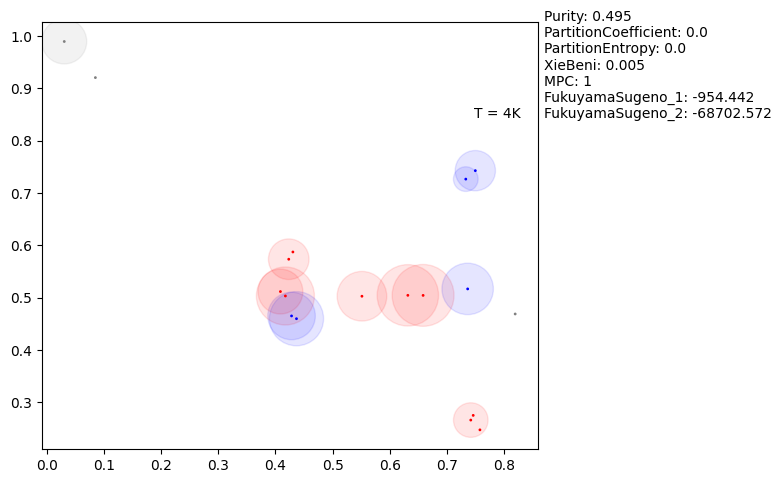 Purity: 0.495
PartitionCoefficient: 0.0
PartitionEntropy: 0.0
XieBeni: 0.005
MPC: 1
FukuyamaSugeno_1: -954.442
FukuyamaSugeno_2: -68702.572
T = 4K
1.0
0.9
0.8
0.7
0.6
0.5
0.4
0.3
0.0 0.1 0.2 0.3 0.4 0.5 0.6 0.7 0.8